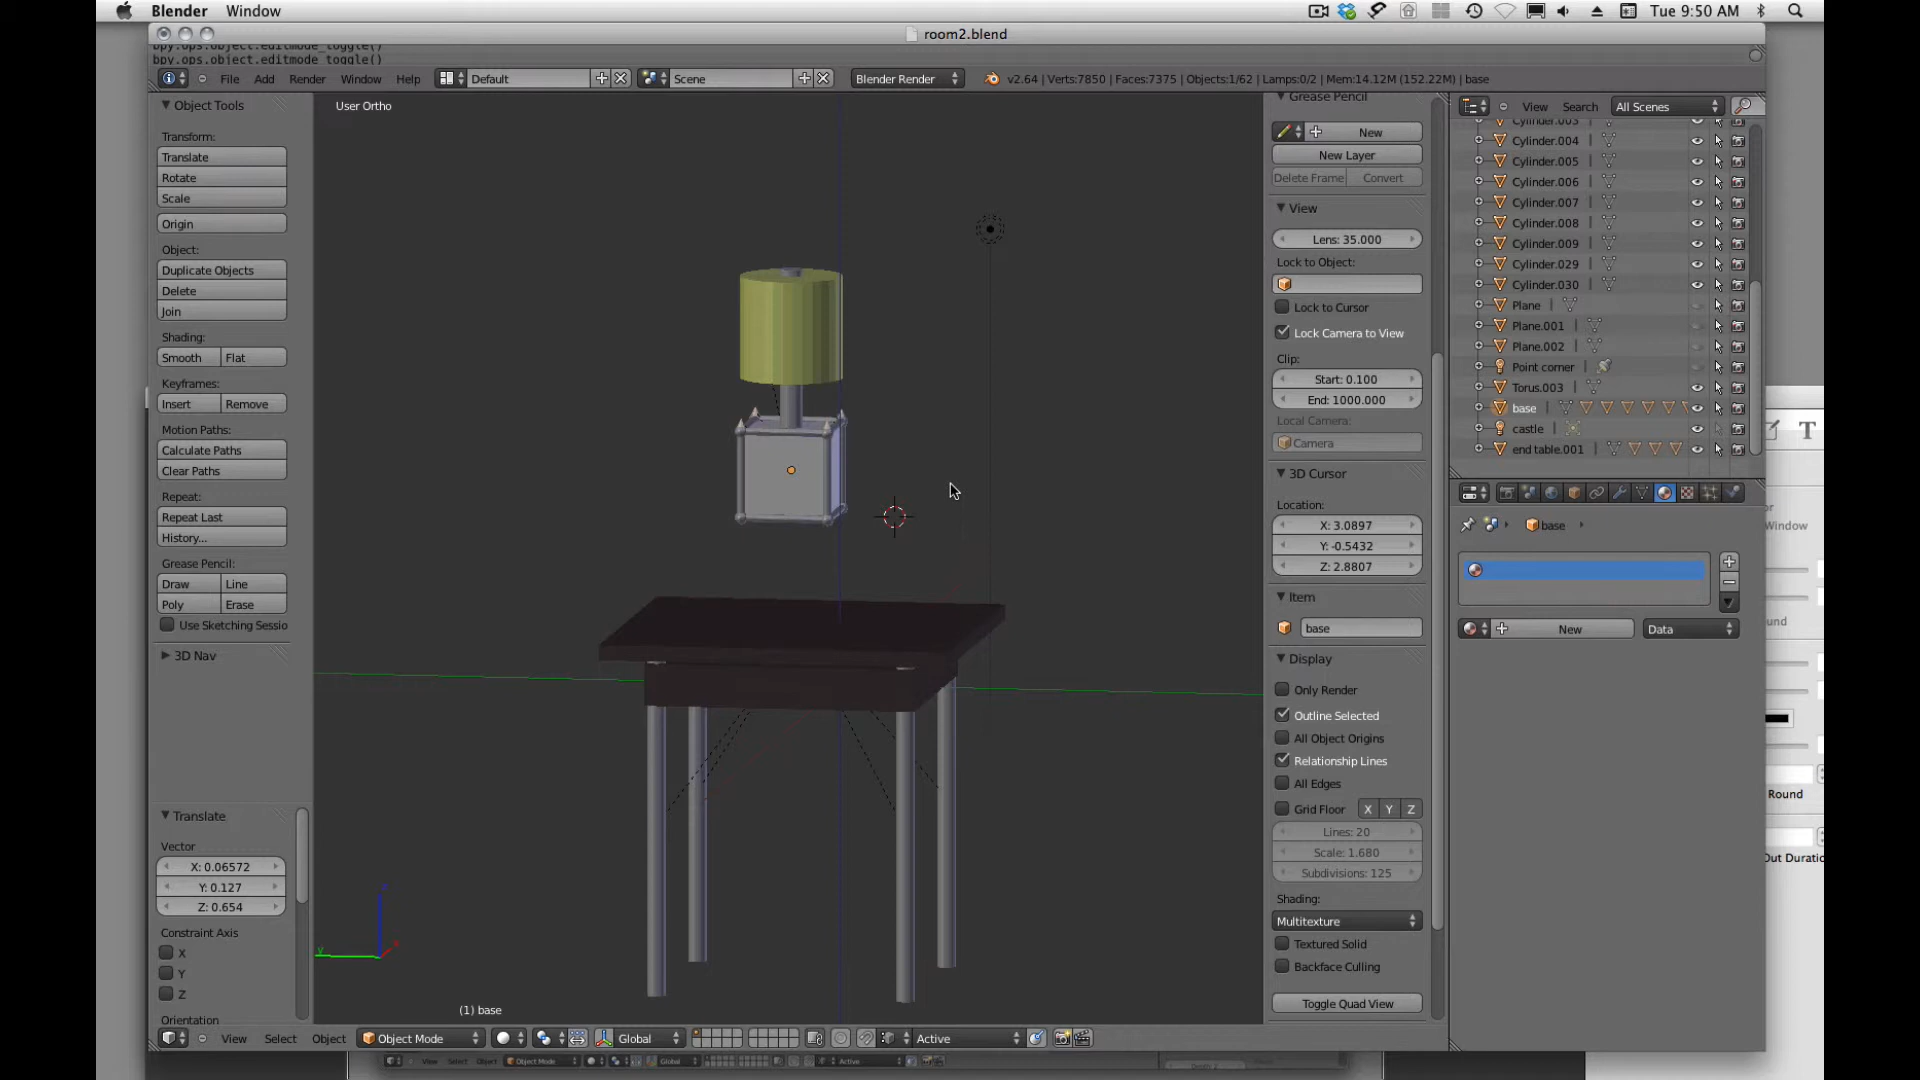 Blender Window
Tue 9:50 AM
room2.blend
bpy.ops.object.editmode_toggle()
bpy.ops.object.editmode_toggle()
File Add Render Window Help
Default
Scene
Blender Render
v2.64 | Verts:7850 | Faces:7375 | Objects:1/62 | Lamps:0/2 | Mem:14.12M (152.22M) | base
Object Tools
Transform:
Translate
Rotate
Scale
Origin
Object:
Duplicate Objects
Delete
Join
Shading:
Smooth Flat
Keyframes:
Insert Remove
Motion Paths:
Calculate Paths
Clear Paths
Repeat:
Repeat Last
History...
Grease Pencil:
Draw Line
Poly Erase
Use Sketching Sessio
3D Nav
Translate
Vector
X: 0.06572
Y: 0.127
Z: 0.654
Constraint Axis
X
Y
Z
Orientation
User Ortho
(1) base
View Select Object
Object Mode
Global
Active
Grease Pencil
New
New Layer
Delete Frame Convert
View
Lens: 35.000
Lock to Object:
Lock to Cursor
Lock Camera to View
Clip:
Start: 0.100
End: 1000.000
Local Camera:
Camera
3D Cursor
Location:
X: 3.0897
Y: -0.5432
Z: 2.8807
Item
base
Display
Only Render
Outline Selected
All Object Origins
Relationship Lines
All Edges
Grid Floor X Y Z
Lines: 20
Scale: 1.680
Subdivisions: 125
Shading:
Multitexture
Textured Solid
Backface Culling
Toggle Quad View
View Search All Scenes
Cylinder.003
Cylinder.004
Cylinder.005
Cylinder.006
Cylinder.007
Cylinder.008
Cylinder.009
Cylinder.029
Cylinder.030
Plane
Plane.001
Plane.002
Point corner
Torus.003
base
castle
end table.001
base
New
Data
T
Window
Round
Out Duratio